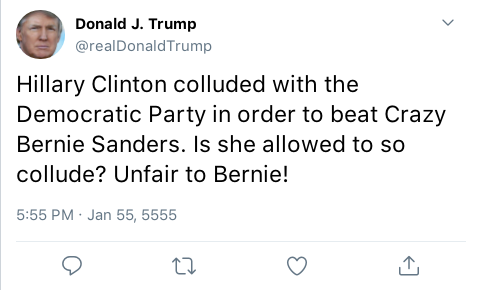 Donald J. Trump
@realDonaldTrump
Hillary Clinton colluded with the
Democratic Party in order to beat Crazy
Bernie Sanders. Is she allowed to so
collude? Unfair to Bernie!
5:55 PM · Jan 55, 5555